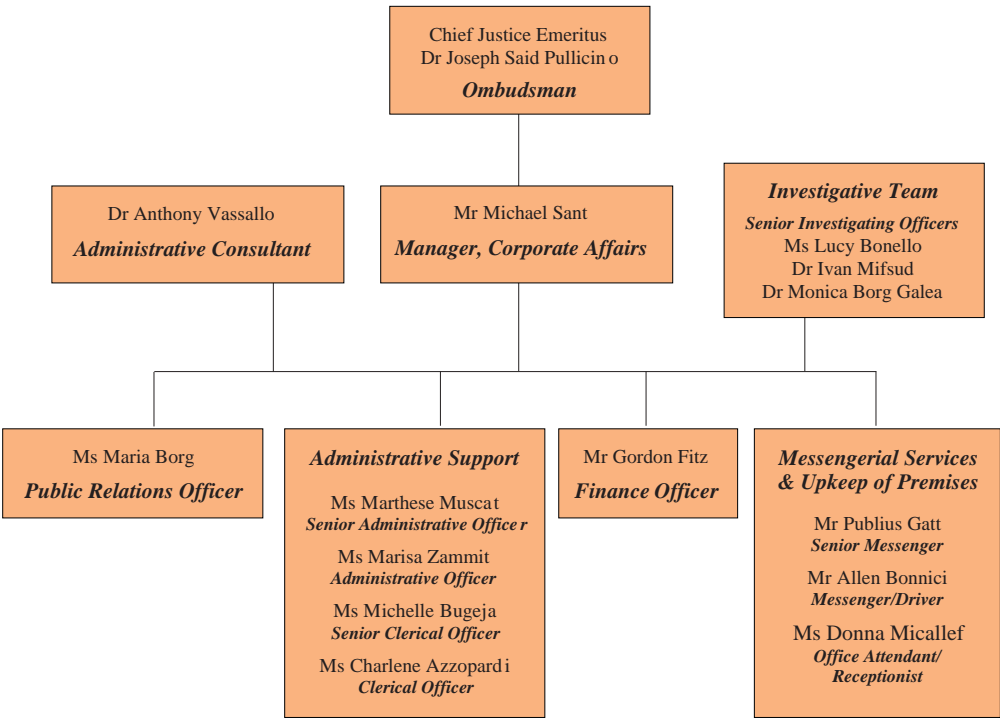 Chief Justice Emeritus
Dr Joseph Said Pullicino
Ombudsman
Dr Anthony Vassallo
Administrative Consultant
Mr Michael Sant
Manager, Corporate Affairs
Investigative Team
Senior Investigating Officers
Ms Lucy Bonello
Dr Ivan Mifsud
Dr Monica Borg Galea
Ms Maria Borg
Public Relations Officer
Administrative Support
Ms Marthese Muscat
Senior Administrative Officer
Ms Marisa Zammit
Administrative Officer
Ms Michelle Bugeja
Senior Clerical Officer
Ms Charlene Azzopardi
Clerical Officer
Mr Gordon Fitz
Finance Officer
Messengerial Services
& Upkeep of Premises
Mr Publius Gatt
Senior Messenger
Mr Allen Bonnici
Messenger/Driver
Ms Donna Micallef
Office Attendant/
Receptionist